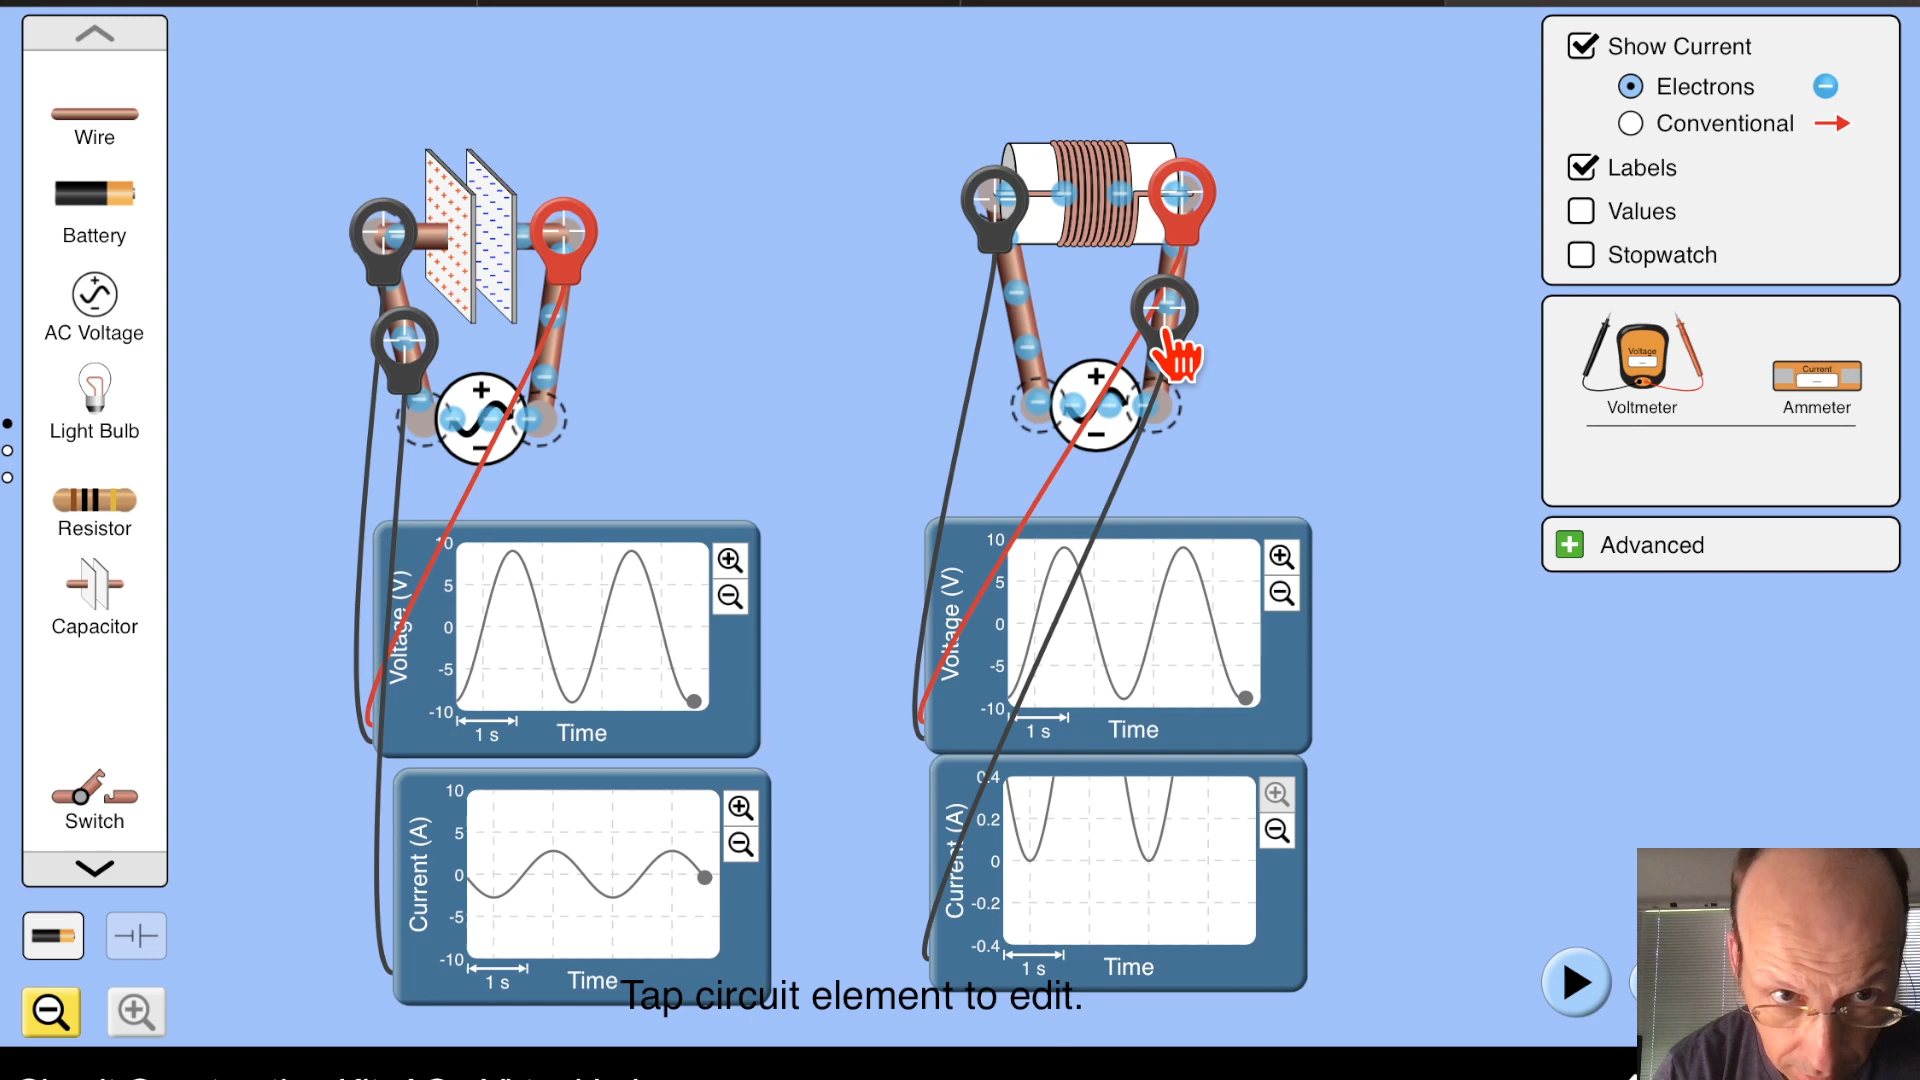 Wire
Battery
AC Voltage
Light Bulb
Resistor
Capacitor
Switch
Show Current
Electrons
Conventional
Labels
Values
Stopwatch
Voltage
Voltmeter
Current
Ammeter
Advanced
Voltage (V)
10
5
0
-5
-10
1 s
Time
Voltage (V)
10
5
0
-5
-10
1 s
Time
Current (A)
10
5
0
-5
-10
1 s
Time
Current (A)
0.4
0.2
0
-0.2
-0.4
1 s
Time
Tap circuit element to edit.